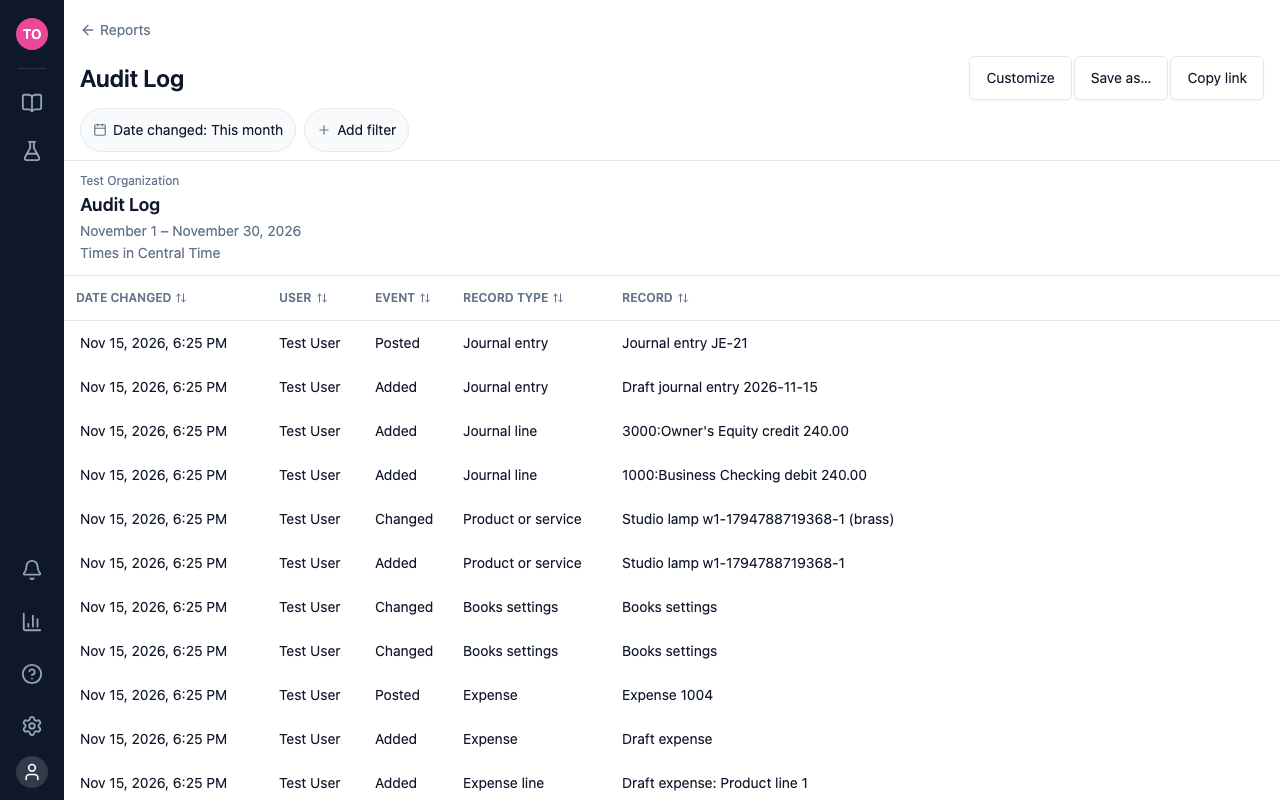 TO
Reports
Audit Log
Customize
Save as...
Copy link
Date changed: This month
Add filter
Test Organization
Audit Log
November 1 – November 30, 2026
Times in Central Time
DATE CHANGED USER EVENT RECORD TYPE RECORD
Nov 15, 2026, 6:25 PM Test User Posted Journal entry Journal entry JE-21
Nov 15, 2026, 6:25 PM Test User Added Journal entry Draft journal entry 2026-11-15
Nov 15, 2026, 6:25 PM Test User Added Journal line 3000:Owner's Equity credit 240.00
Nov 15, 2026, 6:25 PM Test User Added Journal line 1000:Business Checking debit 240.00
Nov 15, 2026, 6:25 PM Test User Changed Product or service Studio lamp w1-1794788719368-1 (brass)
Nov 15, 2026, 6:25 PM Test User Added Product or service Studio lamp w1-1794788719368-1
Nov 15, 2026, 6:25 PM Test User Changed Books settings Books settings
Nov 15, 2026, 6:25 PM Test User Changed Books settings Books settings
Nov 15, 2026, 6:25 PM Test User Posted Expense Expense 1004
Nov 15, 2026, 6:25 PM Test User Added Expense Draft expense
Nov 15, 2026, 6:25 PM Test User Added Expense line Draft expense: Product line 1